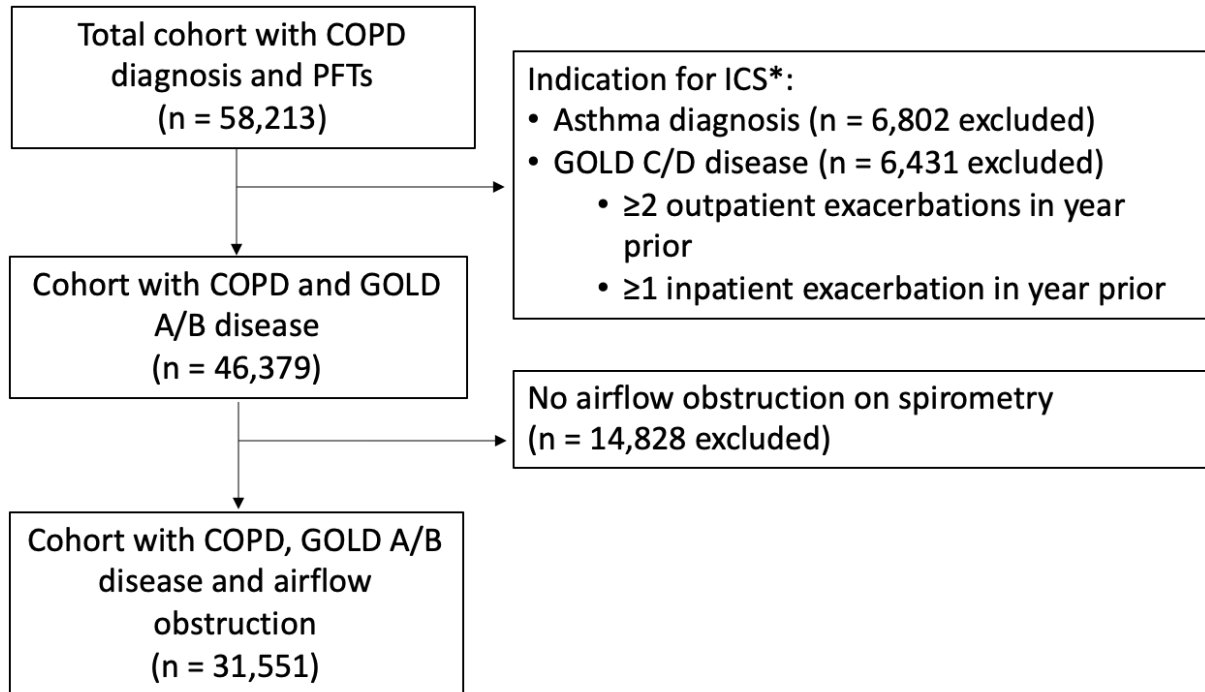 Total cohort with COPD
diagnosis and PFTs
(n = 58,213)
Indication for ICS*:
• Asthma diagnosis (n = 6,802 excluded)
• GOLD C/D disease (n = 6,431 excluded)
• ≥2 outpatient exacerbations in year
prior
• ≥1 inpatient exacerbation in year prior
Cohort with COPD and GOLD
A/B disease
(n = 46,379)
No airflow obstruction on spirometry
(n = 14,828 excluded)
Cohort with COPD, GOLD A/B
disease and airflow
obstruction
(n = 31,551)